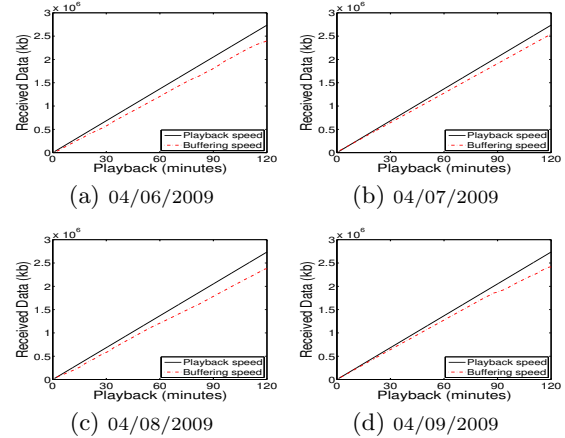 3 x 10^6
2.5
2
1.5
1
0.5
0
0 30 60 90 120
Received Data (kb)
Playback (minutes)
Playback speed
Buffering speed
(a) 04/06/2009
3 x 10^6
2.5
2
1.5
1
0.5
0
0 30 60 90 120
Received Data (kb)
Playback (minutes)
Playback speed
Buffering speed
(b) 04/07/2009
3 x 10^6
2.5
2
1.5
1
0.5
0
0 30 60 90 120
Received Data (kb)
Playback (minutes)
Playback speed
Buffering speed
(c) 04/08/2009
3 x 10^6
2.5
2
1.5
1
0.5
0
0 30 60 90 120
Received Data (kb)
Playback (minutes)
Playback speed
Buffering speed
(d) 04/09/2009